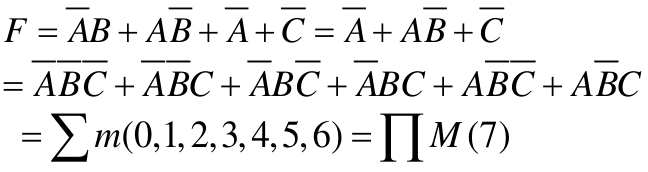 F = A̅B + AB̅ + A̅ + C̅ = A̅ + AB̅ + C̅
= A̅B̅C̅ + A̅B̅C + A̅BC̅ + A̅BC + AB̅C̅ + AB̅C
= ∑m(0,1,2,3,4,5,6) = ∏M(7)